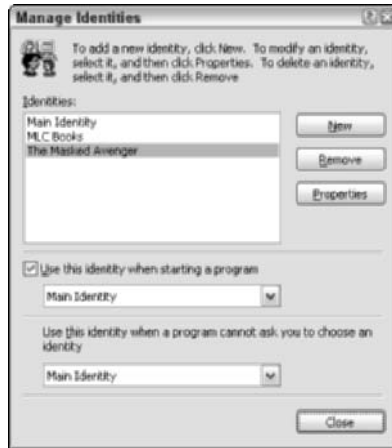 Manage Identities
To add a new identity, click New. To modify an identity,
select it, and then click Properties. To delete an identity,
select it, and then click Remove
Identities:
Main Identity
MLC Books
The Masked Avenger
New
Remove
Properties
Use this identity when starting a program
Main Identity
Use this identity when a program cannot ask you to choose an
identity
Main Identity
Close